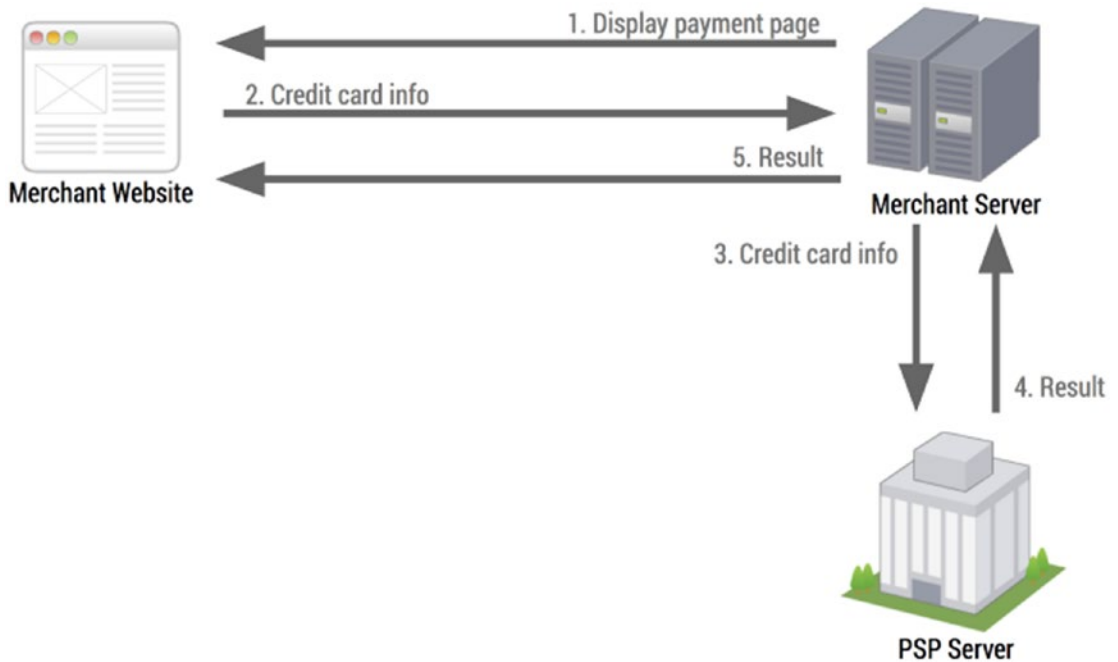 1. Display payment page
2. Credit card info
5. Result
Merchant Website
Merchant Server
3. Credit card info
4. Result
PSP Server